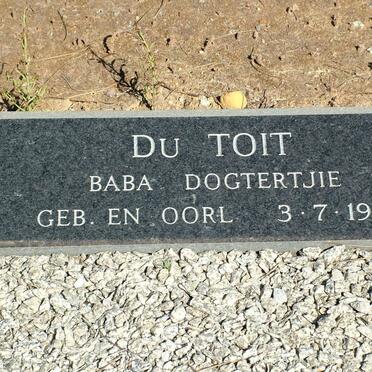 DU TOIT
BABA DOGTERTJIE
GEB. EN OORL 3·7·19